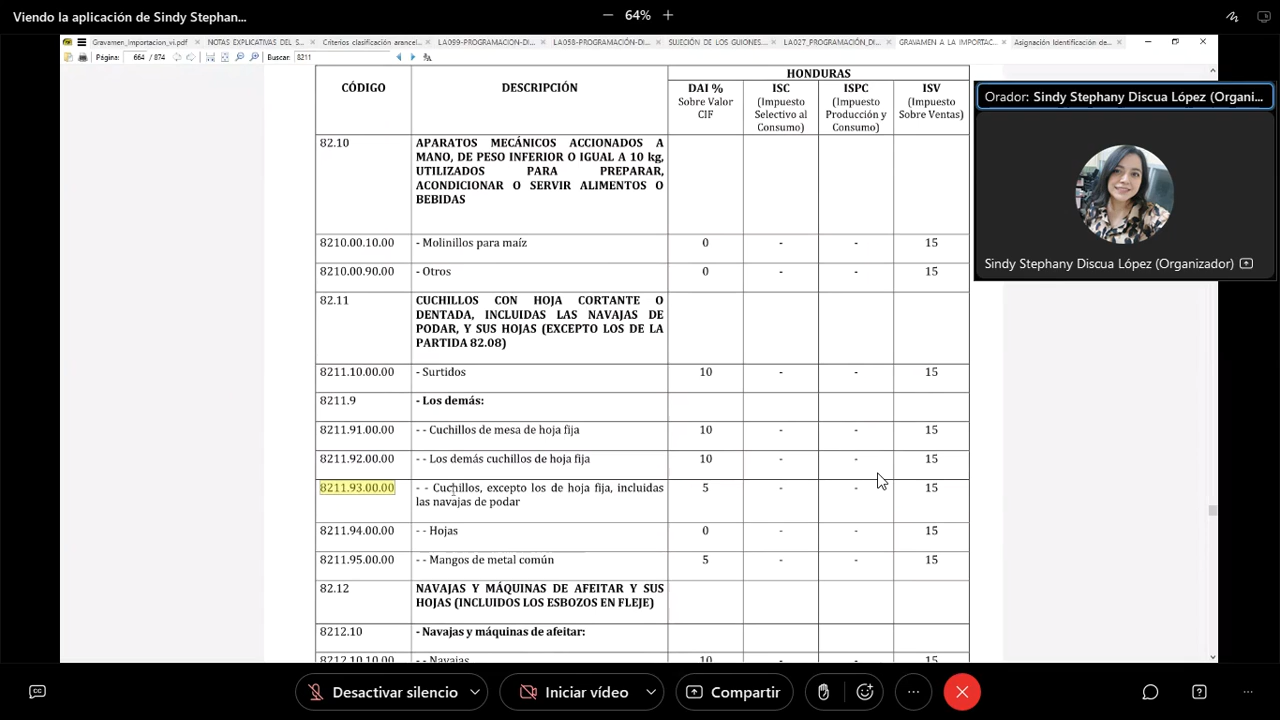 Viendo la aplicación de Sindy Stephan...
64%
Gravamen_Importacion_vi.pdf
NOTAS EXPLICATIVAS DEL S...
Criterios clasificación arancel...
LA099-PROGRAMACION-DI...
LA058-PROGRAMACIÓN-DI...
SUJECIÓN DE LOS GUIONES...
LA027_PROGRAMACIÓN_DI...
GRAVAMEN A LA IMPORTAC...
Asignación Identificación de...
Página: 664 / 874
Buscar: 8211
HONDURAS
CÓDIGO DESCRIPCIÓN DAI % ISC ISPC ISV
Sobre Valor (Impuesto (Impuesto (Impuesto
CIF Selectivo al Producción y Sobre Ventas)
Consumo) Consumo)
82.10 APARATOS MECÁNICOS ACCIONADOS A
MANO, DE PESO INFERIOR O IGUAL A 10 kg,
UTILIZADOS PARA PREPARAR,
ACONDICIONAR O SERVIR ALIMENTOS O
BEBIDAS
8210.00.10.00 - Molinillos para maíz 0 - - 15
8210.00.90.00 - Otros 0 - - 15
82.11 CUCHILLOS CON HOJA CORTANTE O
DENTADA, INCLUIDAS LAS NAVAJAS DE
PODAR, Y SUS HOJAS (EXCEPTO LOS DE LA
PARTIDA 82.08)
8211.10.00.00 - Surtidos 10 - - 15
8211.9 - Los demás:
8211.91.00.00 - - Cuchillos de mesa de hoja fija 10 - - 15
8211.92.00.00 - - Los demás cuchillos de hoja fija 10 - - 15
8211.93.00.00 - - Cuchillos, excepto los de hoja fija, incluidas 5 - - 15
las navajas de podar
8211.94.00.00 - - Hojas 0 - - 15
8211.95.00.00 - - Mangos de metal común 5 - - 15
82.12 NAVAJAS Y MÁQUINAS DE AFEITAR Y SUS
HOJAS (INCLUIDOS LOS ESBOZOS EN FLEJE)
8212.10 - Navajas y máquinas de afeitar:
8212.10.10.00 - - Navajas 10 - - 15
Orador: Sindy Stephany Discua López (Organi...
Sindy Stephany Discua López (Organizador)
CC
Desactivar silencio
Iniciar vídeo
Compartir